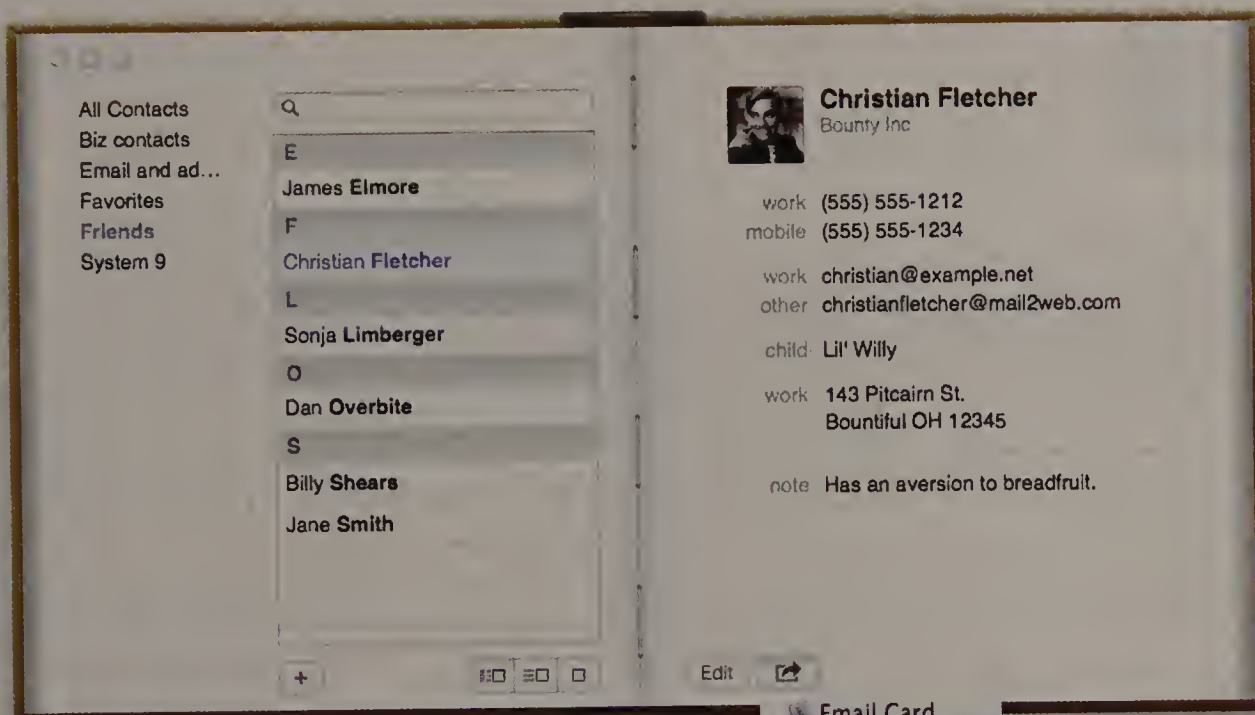 All Contacts
Biz contacts
Email and ad...
Favorites
Friends
System 9
E
James Elmore
F
Christian Fletcher
L
Sonja Limberger
O
Dan Overbite
S
Billy Shears
Jane Smith
+
Christian Fletcher
Bounty Inc
work (555) 555-1212
mobile (555) 555-1234
work christian@example.net
other christianfletcher@mail2web.com
child Lil' Willy
work 143 Pitcairn St.
Bountiful OH 12345
note Has an aversion to breadfruit.
Edit
Email Card